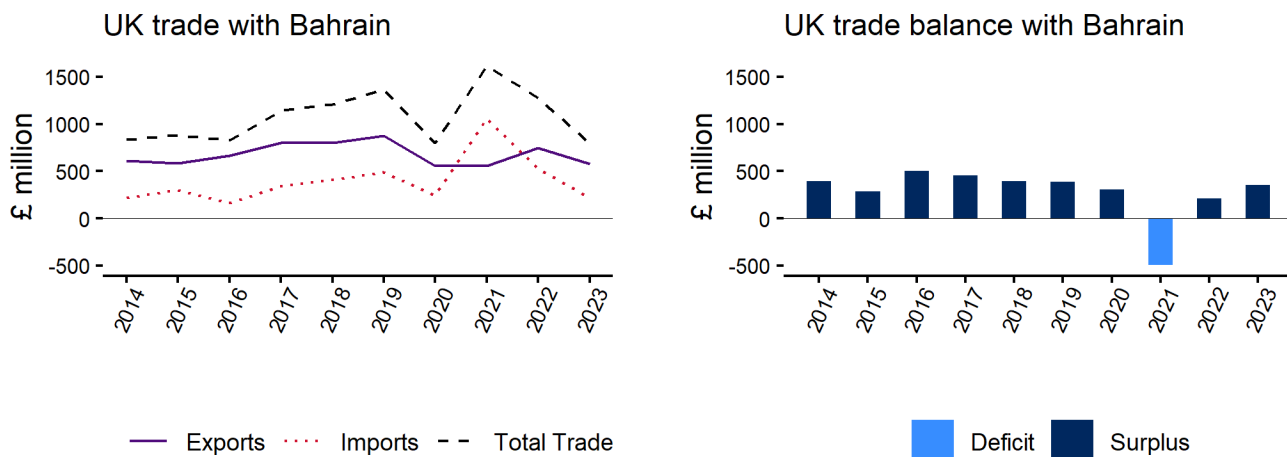 UK trade with Bahrain
£ million
1500
1000
500
0
-500
2014 2015 2016 2017 2018 2019 2020 2021 2022 2023
Exports Imports Total Trade
UK trade balance with Bahrain
£ million
1500
1000
500
0
-500
2014 2015 2016 2017 2018 2019 2020 2021 2022 2023
Deficit Surplus